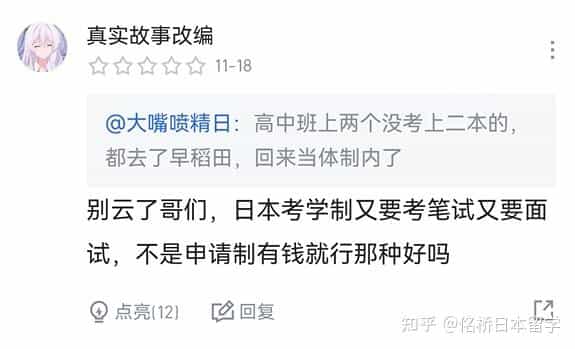 真实故事改编
11-18
@大嘴喷精日：高中班上两个没考上二本的，
都去了早稻田，回来当体制内了
别云了哥们，日本考学制又要考笔试又要面
试，不是申请制有钱就行那种好吗
点亮(12) 回复
知乎 @佲桥日本留学